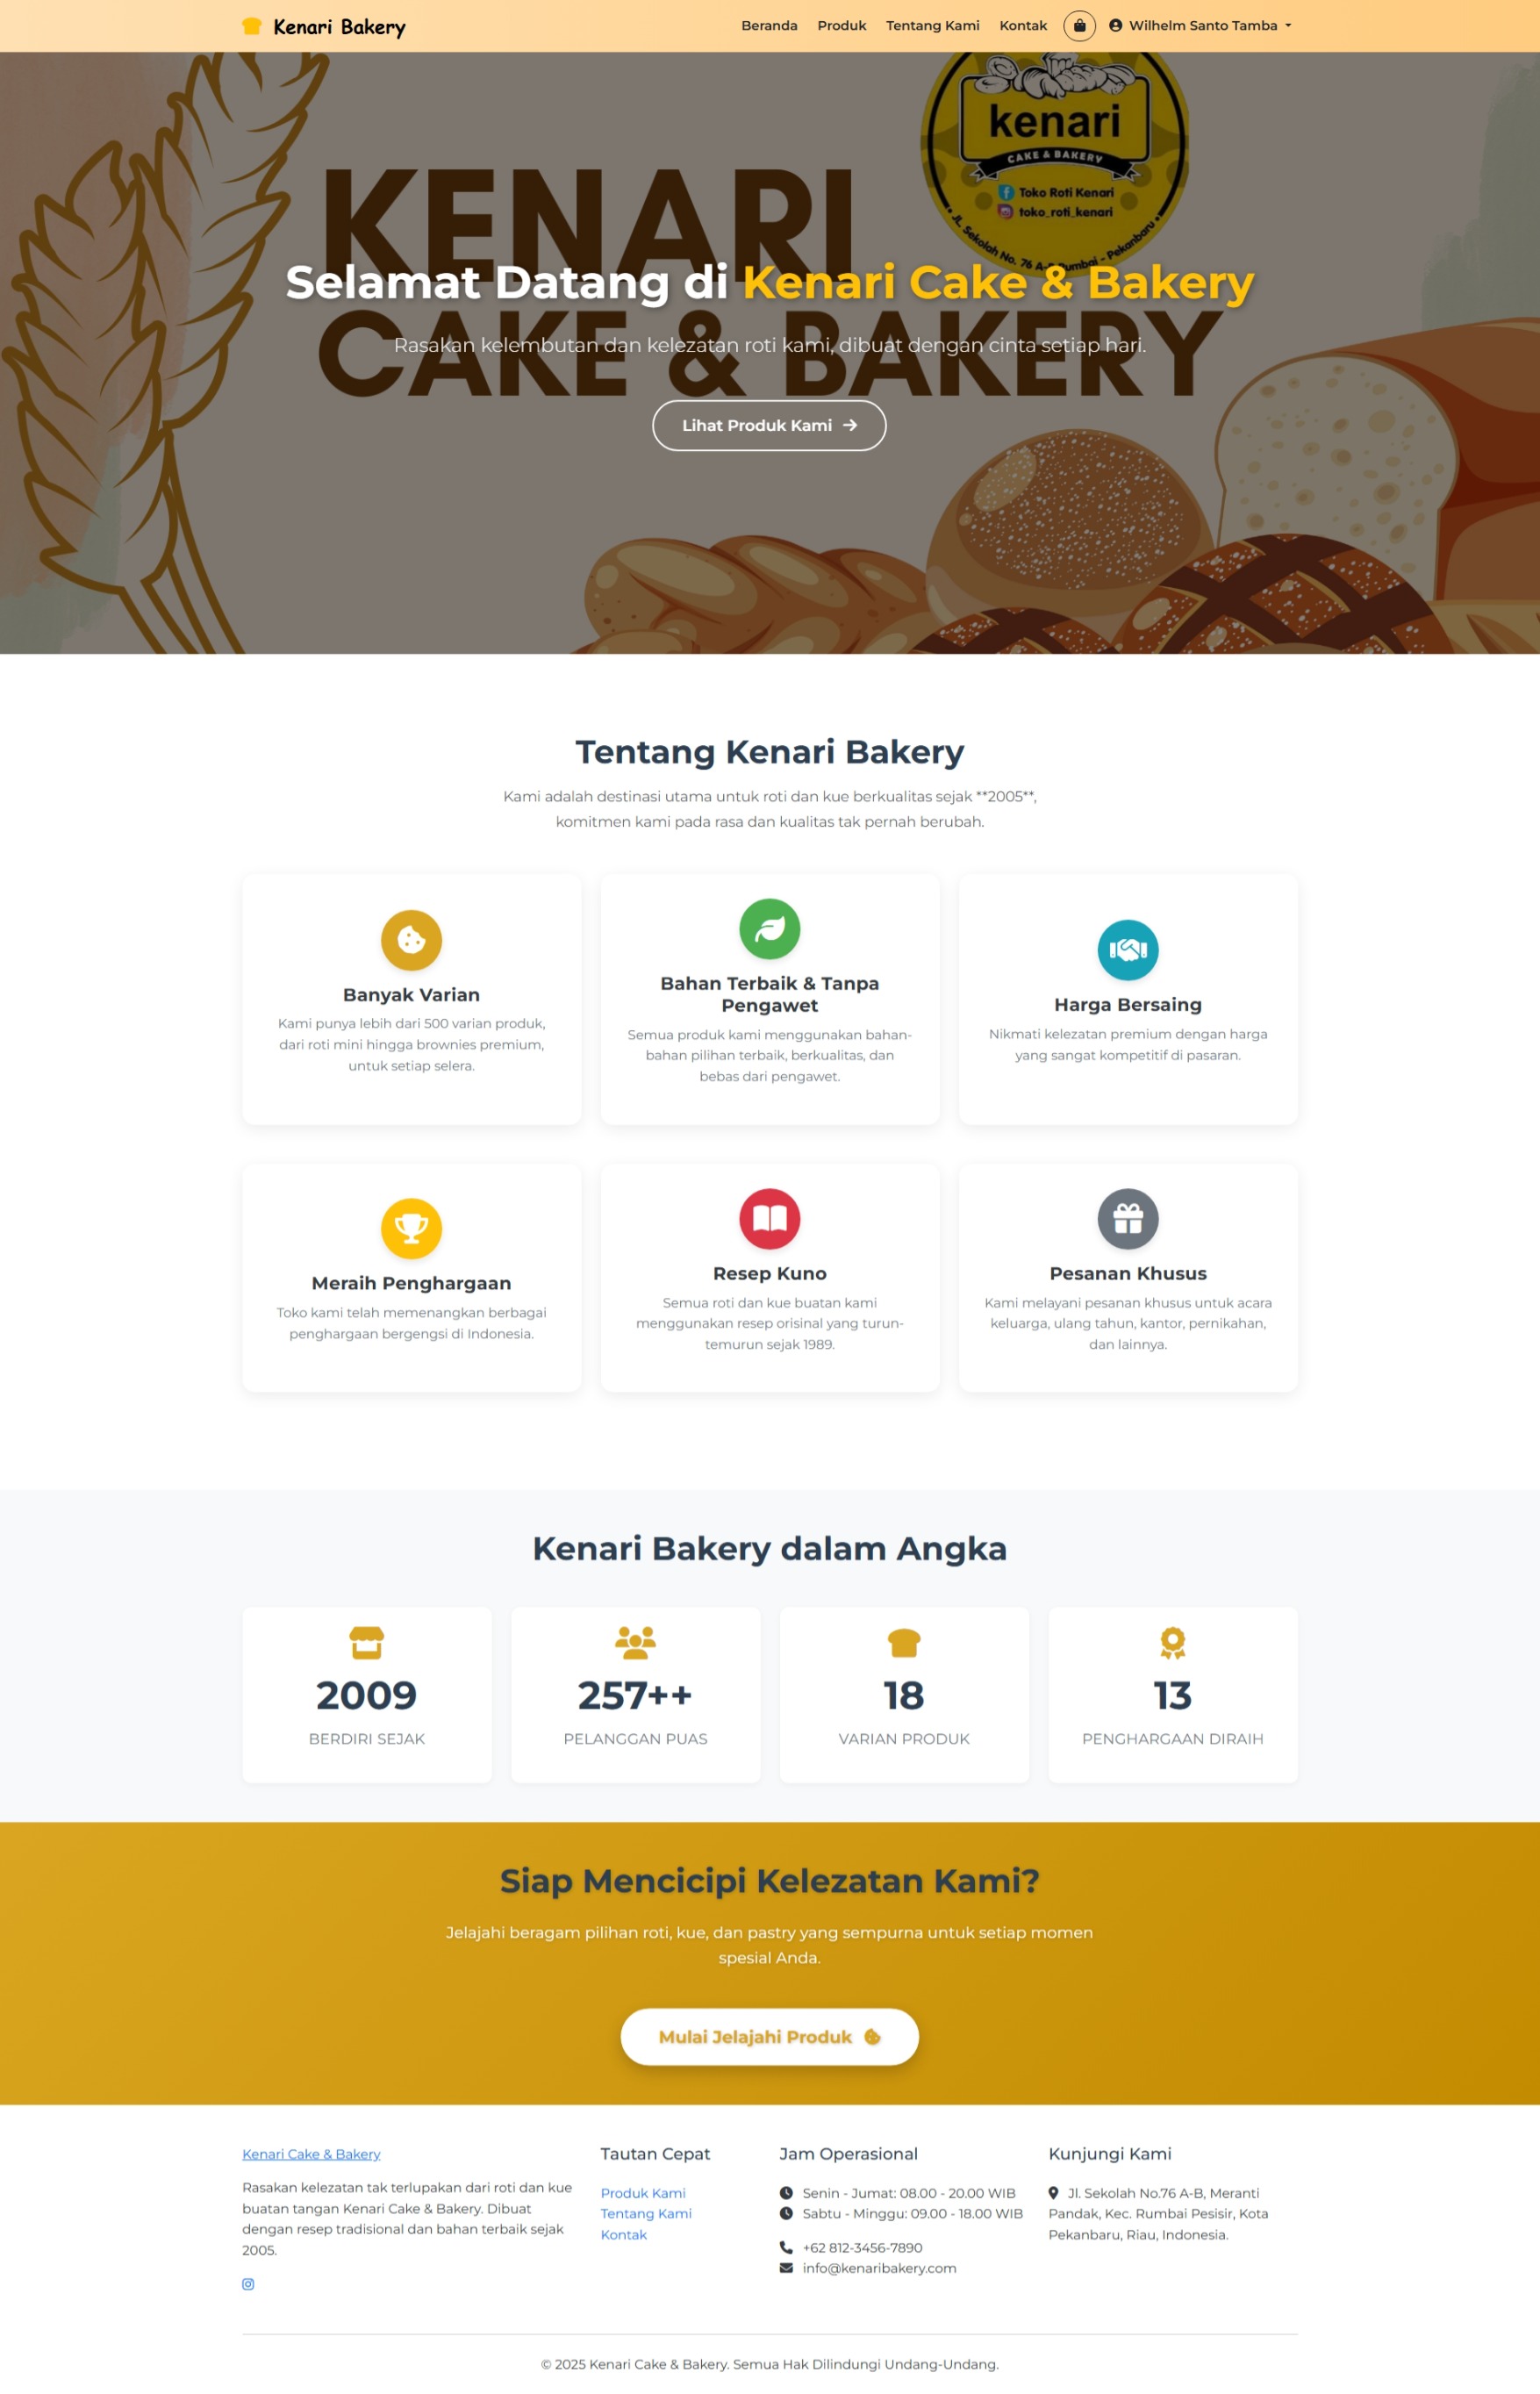 Kenari Bakery
Beranda
Produk
Tentang Kami
Kontak
Wilhelm Santo Tamba
kenari
CAKE & BAKERY
Toko Roti Kenari
toko_roti_kenari
JL. Sekolah No. 76 A-B Rumbai - Pekanbaru
KENARI
CAKE & BAKERY
Selamat Datang di Kenari Cake & Bakery
Rasakan kelembutan dan kelezatan roti kami, dibuat dengan cinta setiap hari.
Lihat Produk Kami
Tentang Kenari Bakery
Kami adalah destinasi utama untuk roti dan kue berkualitas sejak **2005**,
komitmen kami pada rasa dan kualitas tak pernah berubah.
Banyak Varian
Kami punya lebih dari 500 varian produk,
dari roti mini hingga brownies premium,
untuk setiap selera.
Bahan Terbaik & Tanpa
Pengawet
Semua produk kami menggunakan bahan-
bahan pilihan terbaik, berkualitas, dan
bebas dari pengawet.
Harga Bersaing
Nikmati kelezatan premium dengan harga
yang sangat kompetitif di pasaran.
Meraih Penghargaan
Toko kami telah memenangkan berbagai
penghargaan bergengsi di Indonesia.
Resep Kuno
Semua roti dan kue buatan kami
menggunakan resep orisinal yang turun-
temurun sejak 1989.
Pesanan Khusus
Kami melayani pesanan khusus untuk acara
keluarga, ulang tahun, kantor, pernikahan,
dan lainnya.
Kenari Bakery dalam Angka
2009
BERDIRI SEJAK
257++
PELANGGAN PUAS
18
VARIAN PRODUK
13
PENGHARGAAN DIRAIH
Siap Mencicipi Kelezatan Kami?
Jelajahi beragam pilihan roti, kue, dan pastry yang sempurna untuk setiap momen
spesial Anda.
Mulai Jelajahi Produk
Kenari Cake & Bakery
Rasakan kelezatan tak terlupakan dari roti dan kue
buatan tangan Kenari Cake & Bakery. Dibuat
dengan resep tradisional dan bahan terbaik sejak
2005.
Tautan Cepat
Produk Kami
Tentang Kami
Kontak
Jam Operasional
Senin - Jumat: 08.00 - 20.00 WIB
Sabtu - Minggu: 09.00 - 18.00 WIB
+62 812-3456-7890
info@kenaribakery.com
Kunjungi Kami
Jl. Sekolah No.76 A-B, Meranti
Pandak, Kec. Rumbai Pesisir, Kota
Pekanbaru, Riau, Indonesia.
© 2025 Kenari Cake & Bakery. Semua Hak Dilindungi Undang-Undang.